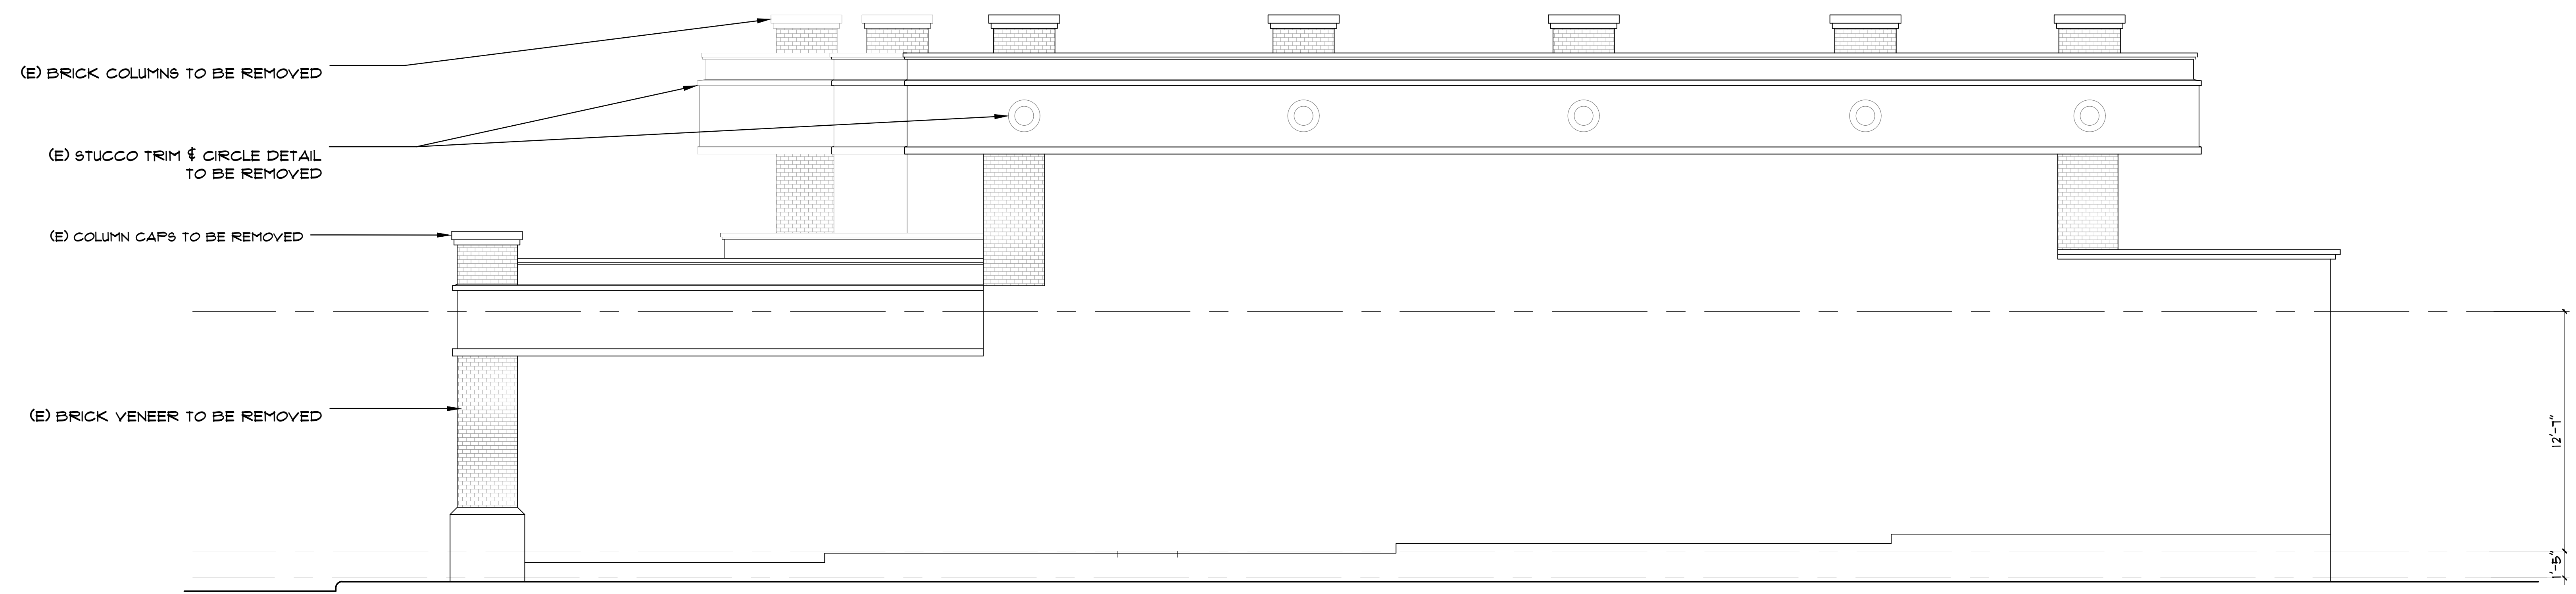 (E) BRICK COLUMNS TO BE REMOVED
(E) STUCCO TRIM & CIRCLE DETAIL
TO BE REMOVED
(E) COLUMN CAPS TO BE REMOVED
(E) BRICK VENEER TO BE REMOVED
12'-7"
1'-5"